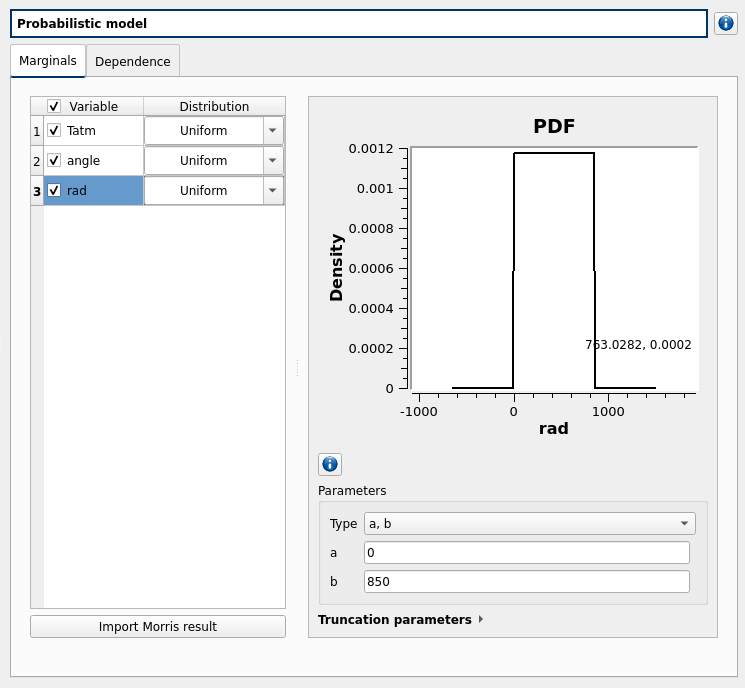 Probabilistic model
Marginals Dependence
Variable Distribution
1 Tatm Uniform
2 angle Uniform
3 rad Uniform
Import Morris result
PDF
Density
0.0012
0.001
0.0008
0.0006
0.0004
0.0002
0
763.0282, 0.0002
-1000 0 1000
rad
Parameters
Type a, b
a 0
b 850
Truncation parameters